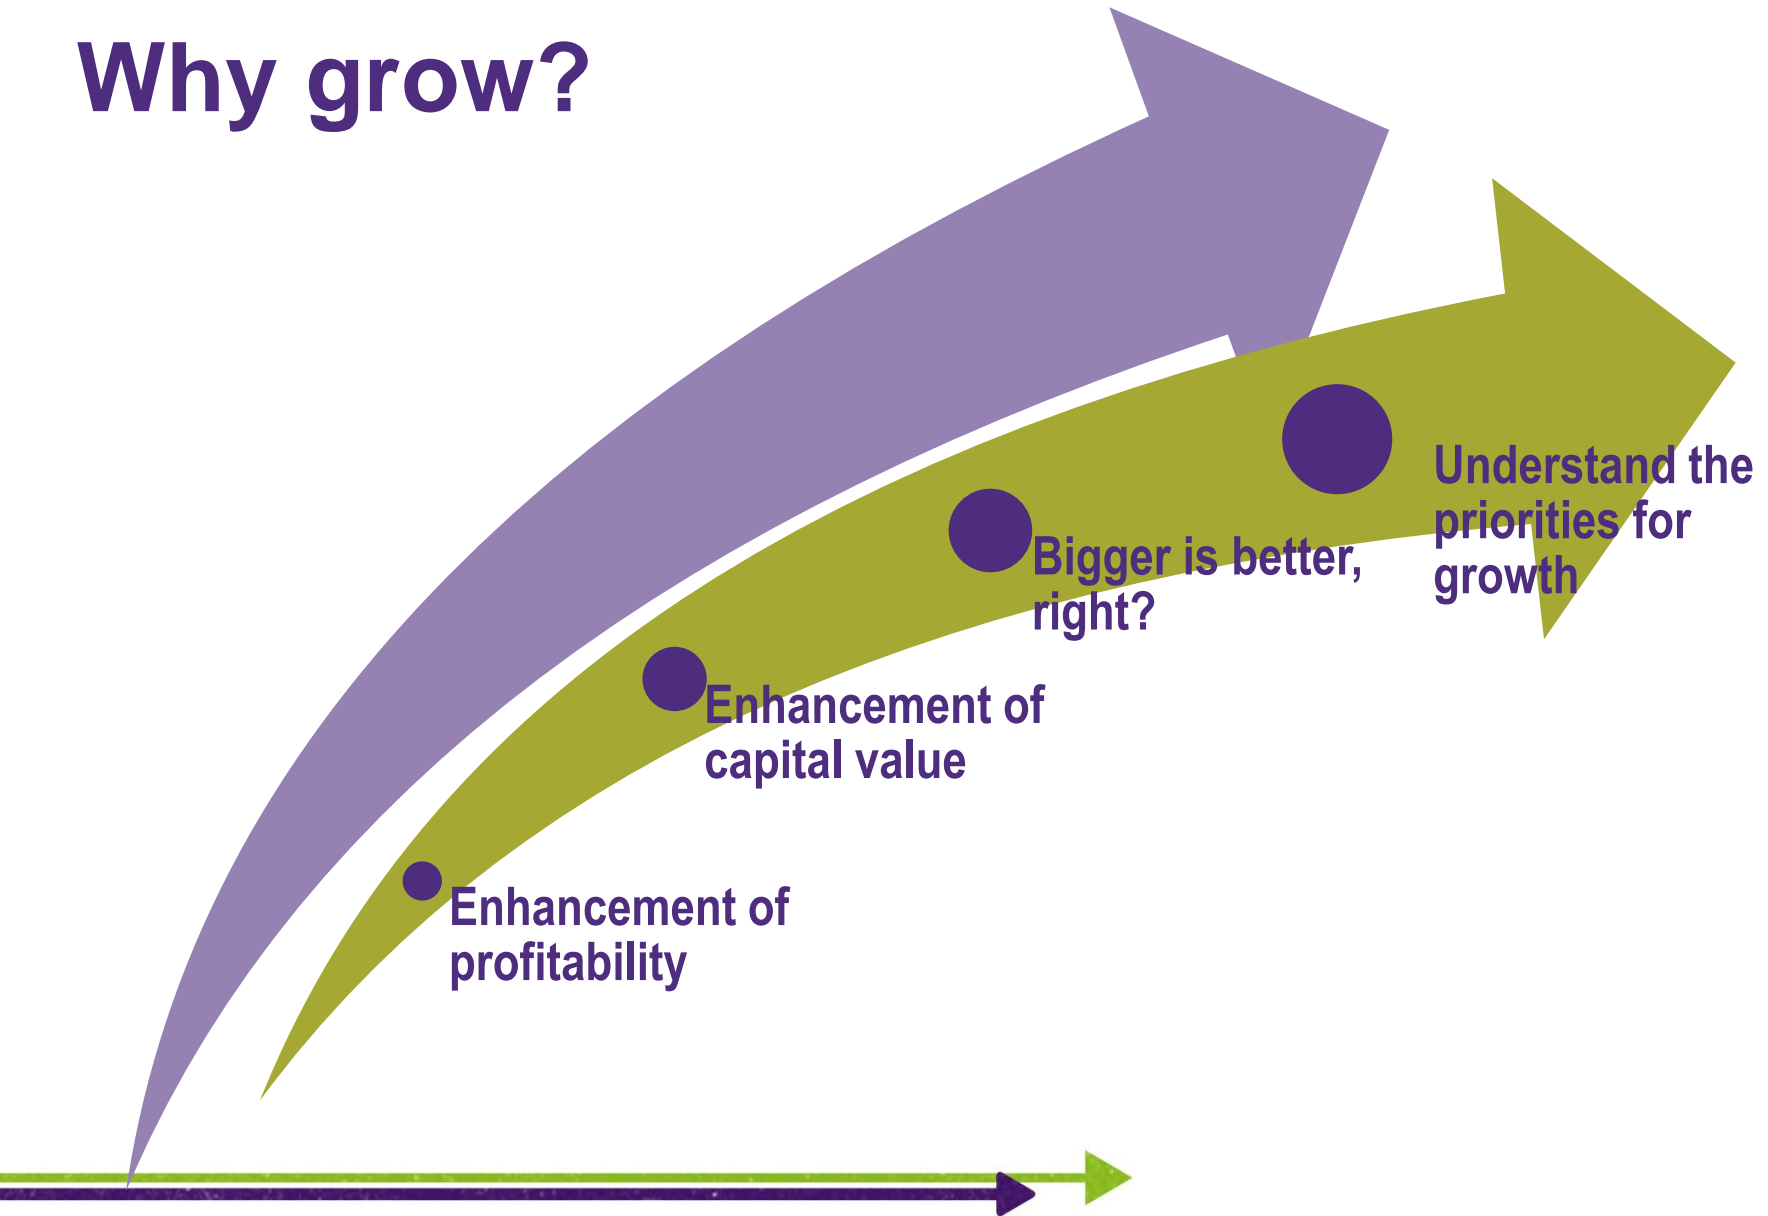 Why grow?
Understand the
priorities for
growth
Bigger is better,
right?
Enhancement of
capital value
Enhancement of
profitability